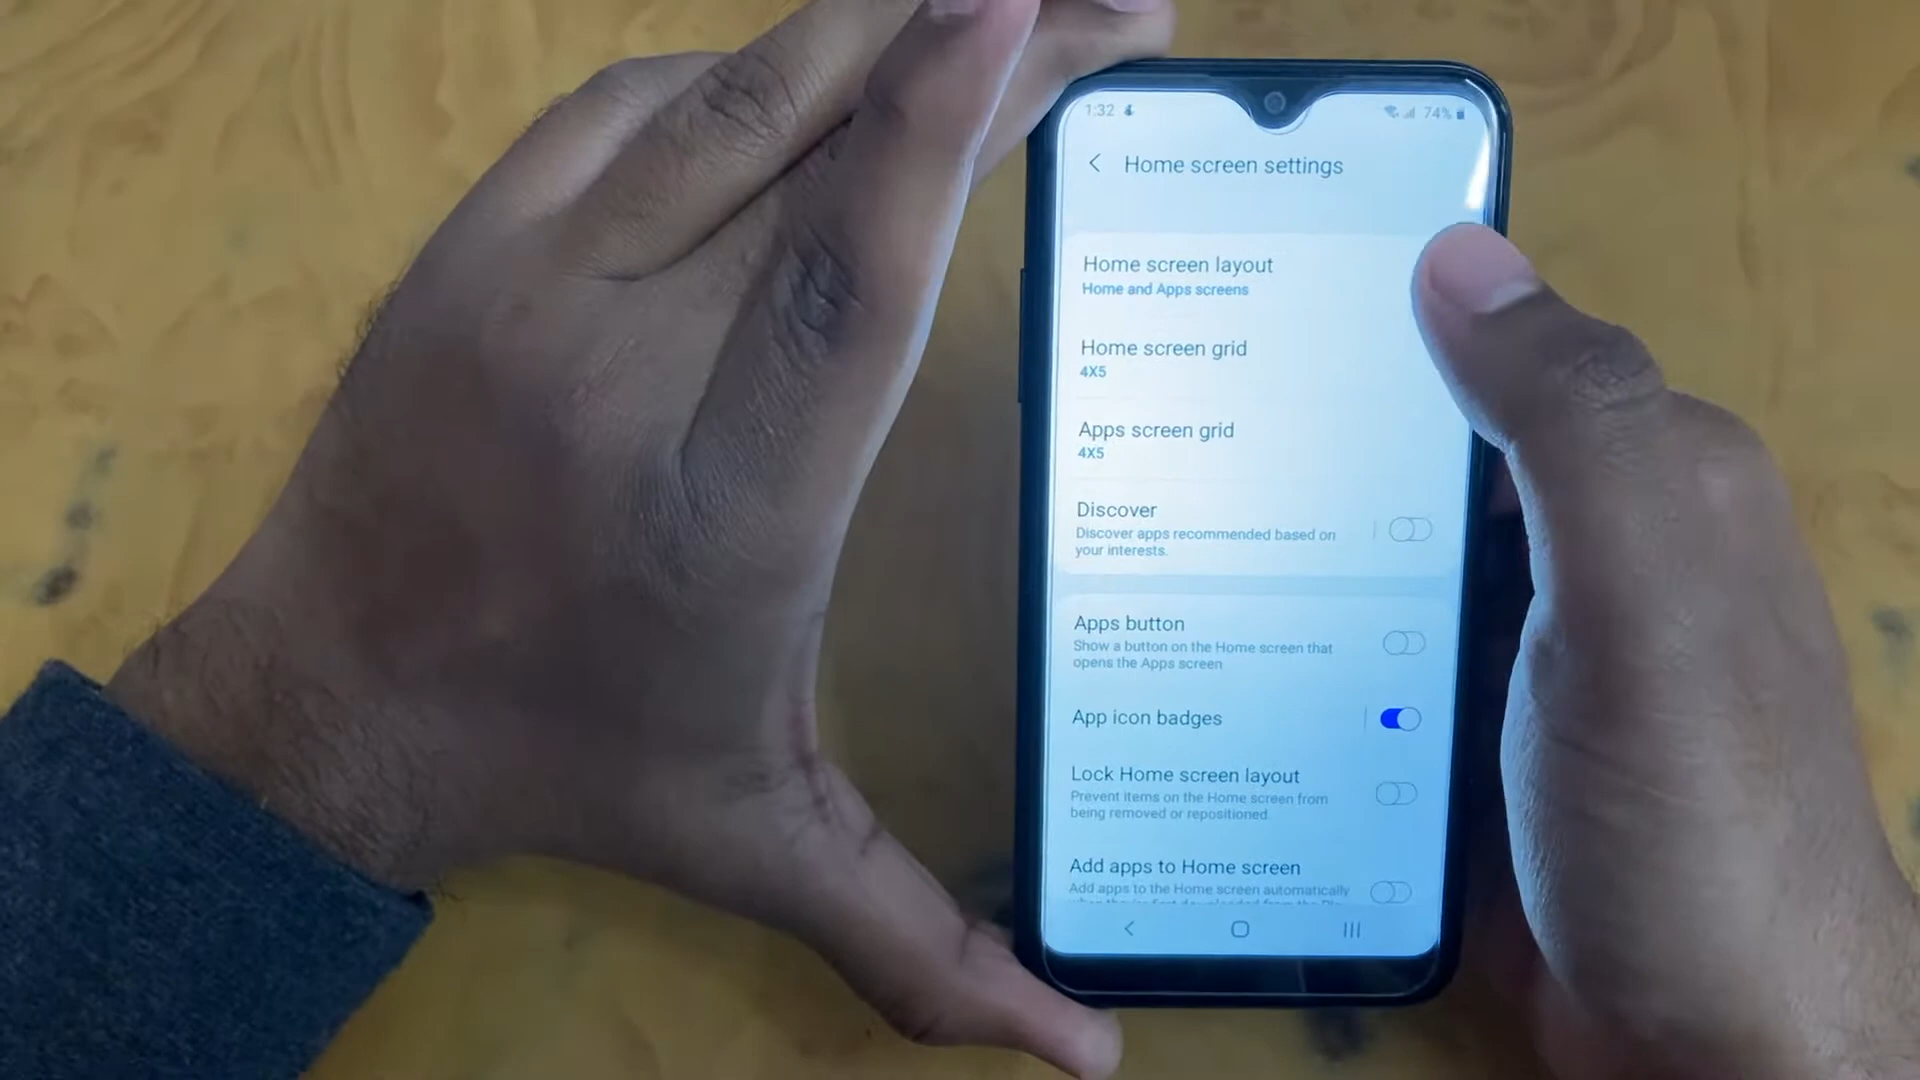 1:32
74%
Home screen settings
Home screen layout
Home and Apps screens
Home screen grid
4X5
Apps screen grid
4X5
Discover
Discover apps recommended based on
your interests.
Apps button
Show a button on the Home screen that
opens the Apps screen
App icon badges
Lock Home screen layout
Prevent items on the Home screen from
being removed or repositioned.
Add apps to Home screen
Add apps to the Home screen automatically